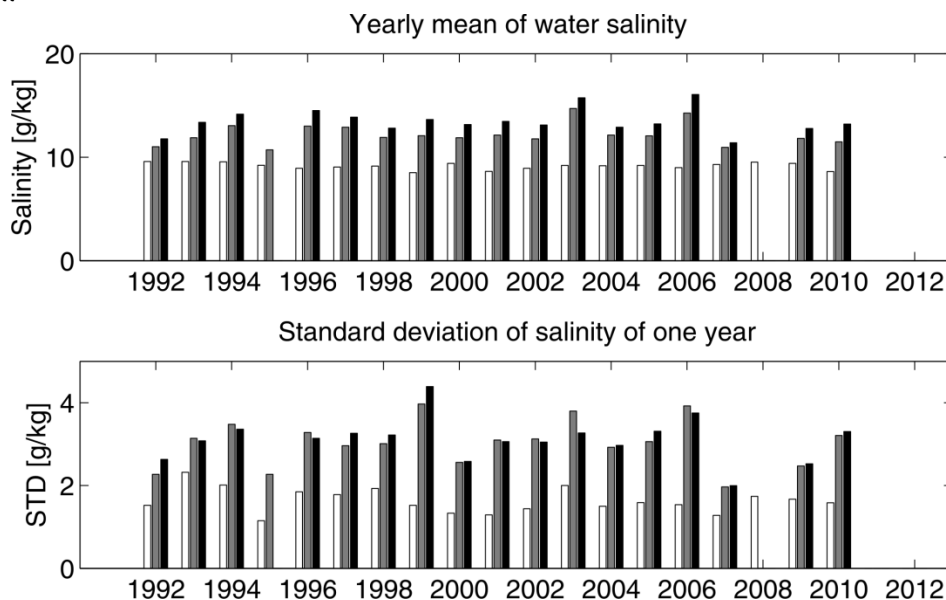 Yearly mean of water salinity
Salinity [g/kg]
20
10
0
1992 1994 1996 1998 2000 2002 2004 2006 2008 2010 2012
Standard deviation of salinity of one year
STD [g/kg]
4
2
0
1992 1994 1996 1998 2000 2002 2004 2006 2008 2010 2012